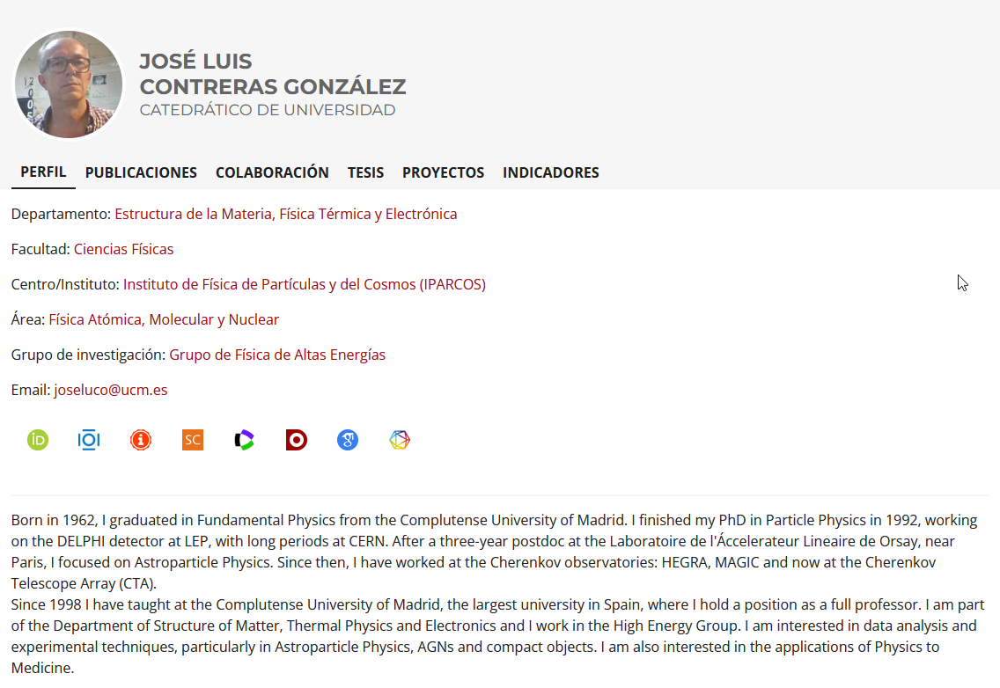 JOSÉ LUIS
CONTRERAS GONZÁLEZ
CATEDRÁTICO DE UNIVERSIDAD
PERFIL PUBLICACIONES COLABORACIÓN TESIS PROYECTOS INDICADORES
Departamento: Estructura de la Materia, Física Térmica y Electrónica
Facultad: Ciencias Físicas
Centro/Instituto: Instituto de Física de Partículas y del Cosmos (IPARCOS)
Área: Física Atómica, Molecular y Nuclear
Grupo de investigación: Grupo de Física de Altas Energías
Email: joseluco@ucm.es
iD SC g
Born in 1962, I graduated in Fundamental Physics from the Complutense University of Madrid. I finished my PhD in Particle Physics in 1992, working
on the DELPHI detector at LEP, with long periods at CERN. After a three-year postdoc at the Laboratoire de l'Áccelerateur Lineaire de Orsay, near
Paris, I focused on Astroparticle Physics. Since then, I have worked at the Cherenkov observatories: HEGRA, MAGIC and now at the Cherenkov
Telescope Array (CTA).
Since 1998 I have taught at the Complutense University of Madrid, the largest university in Spain, where I hold a position as a full professor. I am part
of the Department of Structure of Matter, Thermal Physics and Electronics and I work in the High Energy Group. I am interested in data analysis and
experimental techniques, particularly in Astroparticle Physics, AGNs and compact objects. I am also interested in the applications of Physics to
Medicine.